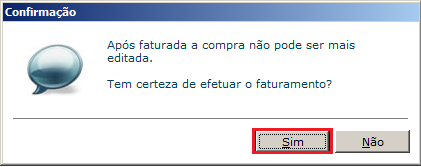 Confirmação
Após faturada a compra não pode ser mais
editada.
Tem certeza de efetuar o faturamento?
Sim
Não